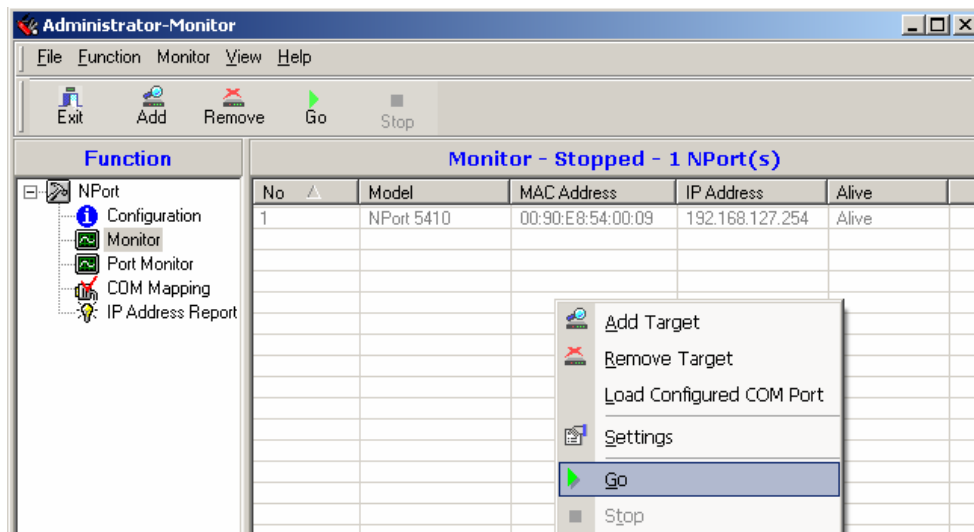 Administrator-Monitor
File Function Monitor View Help
Exit Add Remove Go Stop
Function
Monitor - Stopped - 1 NPort(s)
NPort
Configuration
Monitor
Port Monitor
COM Mapping
IP Address Report
No Model MAC Address IP Address Alive
1 NPort 5410 00:90:E8:54:00:09 192.168.127.254 Alive
Add Target
Remove Target
Load Configured COM Port
Settings
Go
Stop